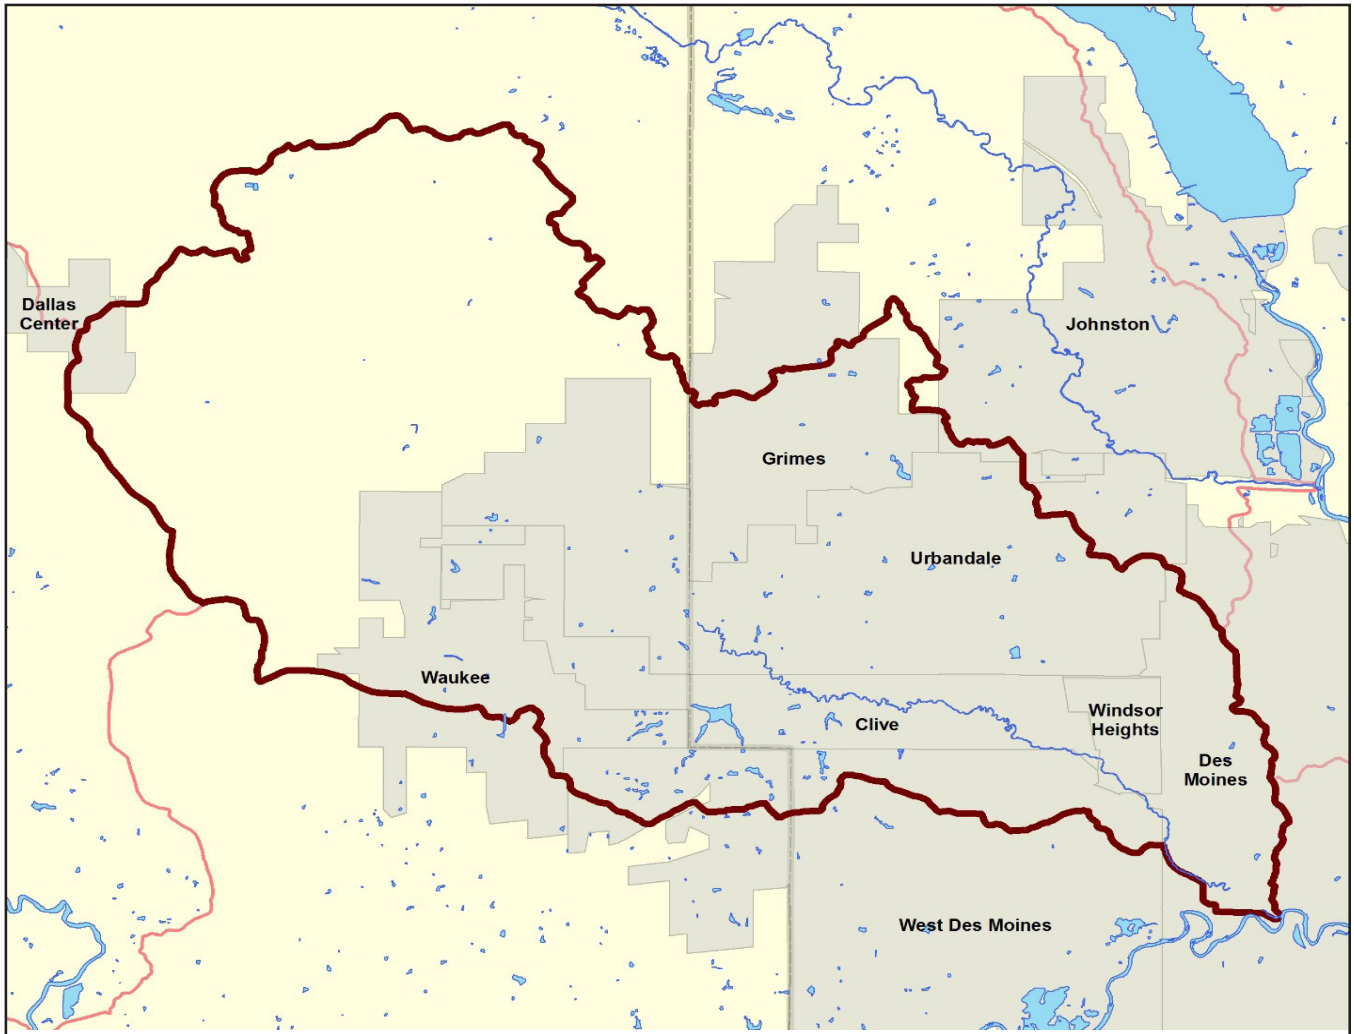 Dallas
Center
Johnston
Grimes
Urbandale
Waukee
Windsor
Heights
Clive
Des
Moines
West Des Moines